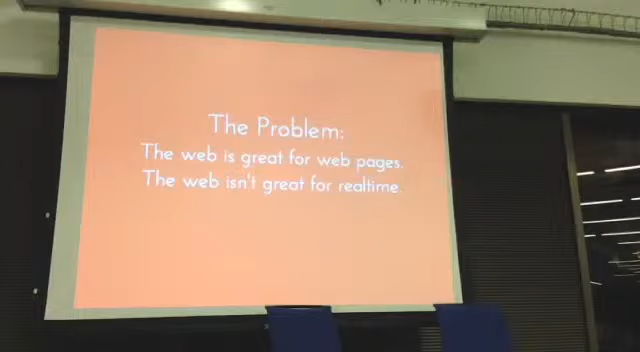 The Problem:
The web is great for web pages.
The web isn't great for realtime.